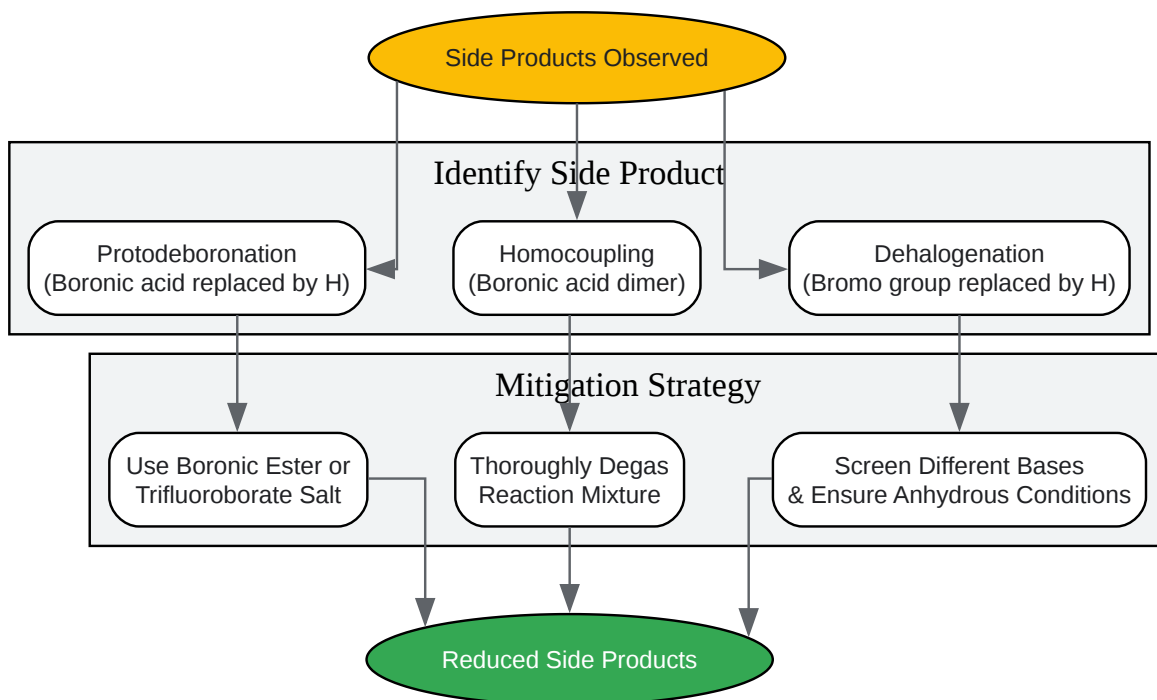 Side Products Observed
Identify Side Product
Protodeboronation
(Boronic acid replaced by H)
Homocoupling
(Boronic acid dimer)
Dehalogenation
(Bromo group replaced by H)
Mitigation Strategy
Use Boronic Ester or
Trifluoroborate Salt
Thoroughly Degas
Reaction Mixture
Screen Different Bases
& Ensure Anhydrous Conditions
Reduced Side Products